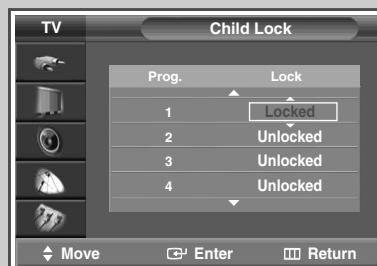 TV Child Lock
Prog. Lock
1 Locked
2 Unlocked
3 Unlocked
4 Unlocked
Move Enter Return